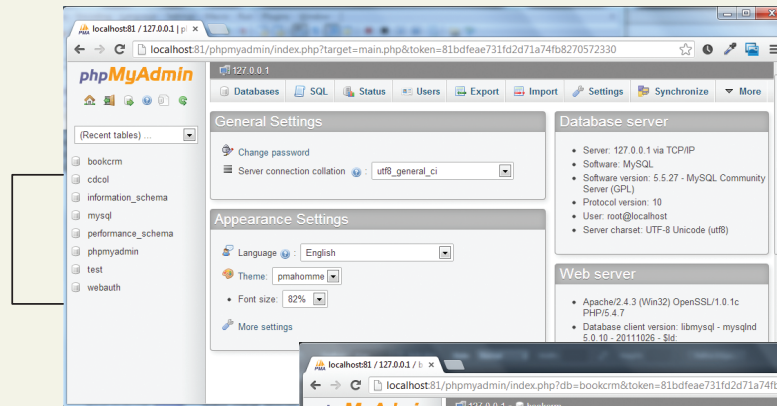 localhost:81 / 127.0.0.1 | pl
localhost:81/phpmyadmin/index.php?target=main.php&token=81bdfeae731fd2d71a74fb8270572330
phpMyAdmin
127.0.0.1
Databases SQL Status Users Export Import Settings Synchronize More
(Recent tables) ...
bookcrm
cdcol
information_schema
mysql
performance_schema
phpmyadmin
test
webauth
General Settings
Change password
Server connection collation : utf8_general_ci
Appearance Settings
Language : English
Theme: pmahomme
• Font size: 82%
More settings
Database server
• Server: 127.0.0.1 via TCP/IP
• Software: MySQL
• Software version: 5.5.27 - MySQL Community
Server (GPL)
• Protocol version: 10
• User: root@localhost
• Server charset: UTF-8 Unicode (utf8)
Web server
• Apache/2.4.3 (Win32) OpenSSL/1.0.1c
PHP/5.4.7
• Database client version: libmysql - mysqlnd
5.0.10 - 20111026 - $Id:
localhost:81 / 127.0.0.1 / b
localhost:81/phpmyadmin/index.php?db=bookcrm&token=81bdfeae731fd2d71a74fb
127.0.0.1 » bookcrm